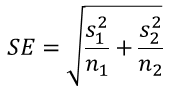 SE = √(s₁²/n₁ + s₂²/n₂)